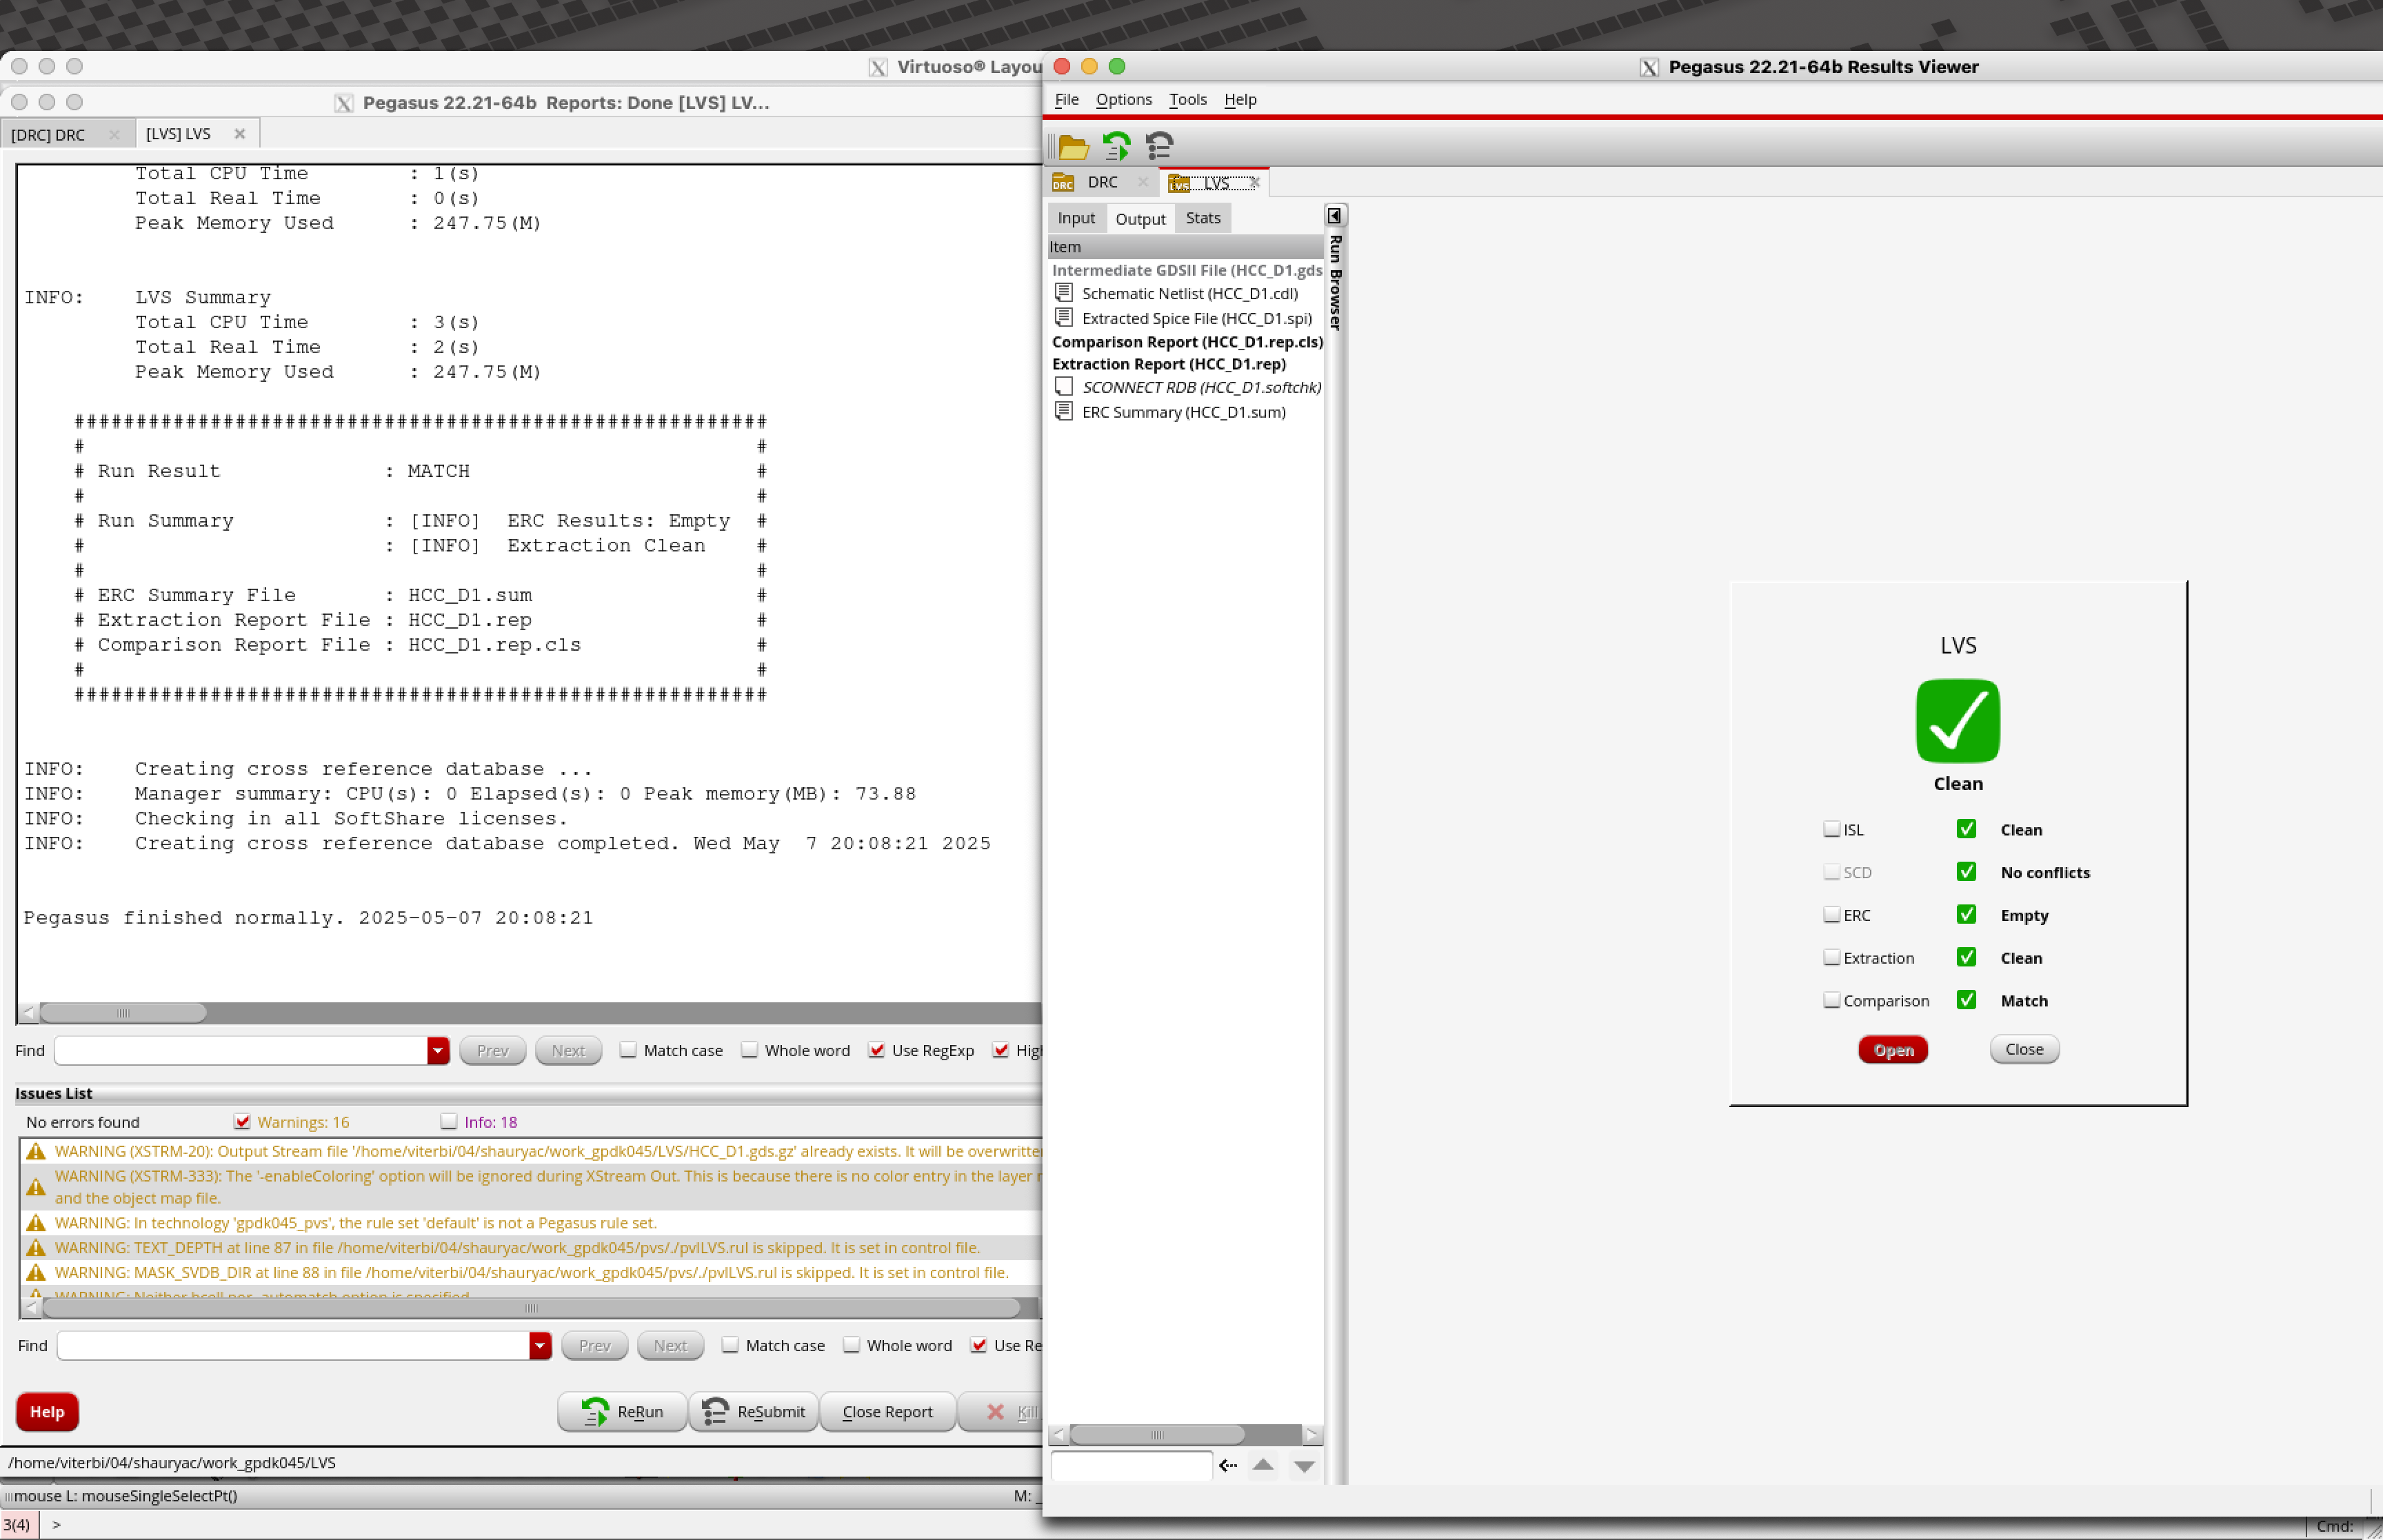 Virtuoso® Layou
Pegasus 22.21-64b Reports: Done [LVS] LV...
[DRC] DRC
[LVS] LVS
Total CPU Time : 1(s)
Total Real Time : 0(s)
Peak Memory Used : 247.75(M)
INFO: LVS Summary
Total CPU Time : 3(s)
Total Real Time : 2(s)
Peak Memory Used : 247.75(M)
########################################################
# #
# Run Result : MATCH #
# #
# Run Summary : [INFO] ERC Results: Empty #
# : [INFO] Extraction Clean #
# #
# ERC Summary File : HCC_D1.sum #
# Extraction Report File : HCC_D1.rep #
# Comparison Report File : HCC_D1.rep.cls #
# #
########################################################
INFO: Creating cross reference database ...
INFO: Manager summary: CPU(s): 0 Elapsed(s): 0 Peak memory(MB): 73.88
INFO: Checking in all SoftShare licenses.
INFO: Creating cross reference database completed. Wed May 7 20:08:21 2025
Pegasus finished normally. 2025-05-07 20:08:21
Find Prev Next Match case Whole word Use RegExp Hig
Issues List
No errors found Warnings: 16 Info: 18
WARNING (XSTRM-20): Output Stream file '/home/viterbi/04/shauryac/work_gpdk045/LVS/HCC_D1.gds.gz' already exists. It will be overwritte
WARNING (XSTRM-333): The '-enableColoring' option will be ignored during XStream Out. This is because there is no color entry in the layer
and the object map file.
WARNING: In technology 'gpdk045_pvs', the rule set 'default' is not a Pegasus rule set.
WARNING: TEXT_DEPTH at line 87 in file /home/viterbi/04/shauryac/work_gpdk045/pvs/./pvlLVS.rul is skipped. It is set in control file.
WARNING: MASK_SVDB_DIR at line 88 in file /home/viterbi/04/shauryac/work_gpdk045/pvs/./pvlLVS.rul is skipped. It is set in control file.
WARNING: Neither hcell nor automatch option is specified
Find Prev Next Match case Whole word Use Re
Help ReRun ReSubmit Close Report Kill
/home/viterbi/04/shauryac/work_gpdk045/LVS
mouse L: mouseSingleSelectPt() M: _
3(4) >
Pegasus 22.21-64b Results Viewer
File Options Tools Help
DRC DRC LVS LVS
Input Output Stats
Item
Intermediate GDSII File (HCC_D1.gds
Schematic Netlist (HCC_D1.cdl)
Extracted Spice File (HCC_D1.spi)
Comparison Report (HCC_D1.rep.cls)
Extraction Report (HCC_D1.rep)
SCONNECT RDB (HCC_D1.softchk)
ERC Summary (HCC_D1.sum)
Run Browser
LVS
Clean
ISL Clean
SCD No conflicts
ERC Empty
Extraction Clean
Comparison Match
Open Close
Cmd: